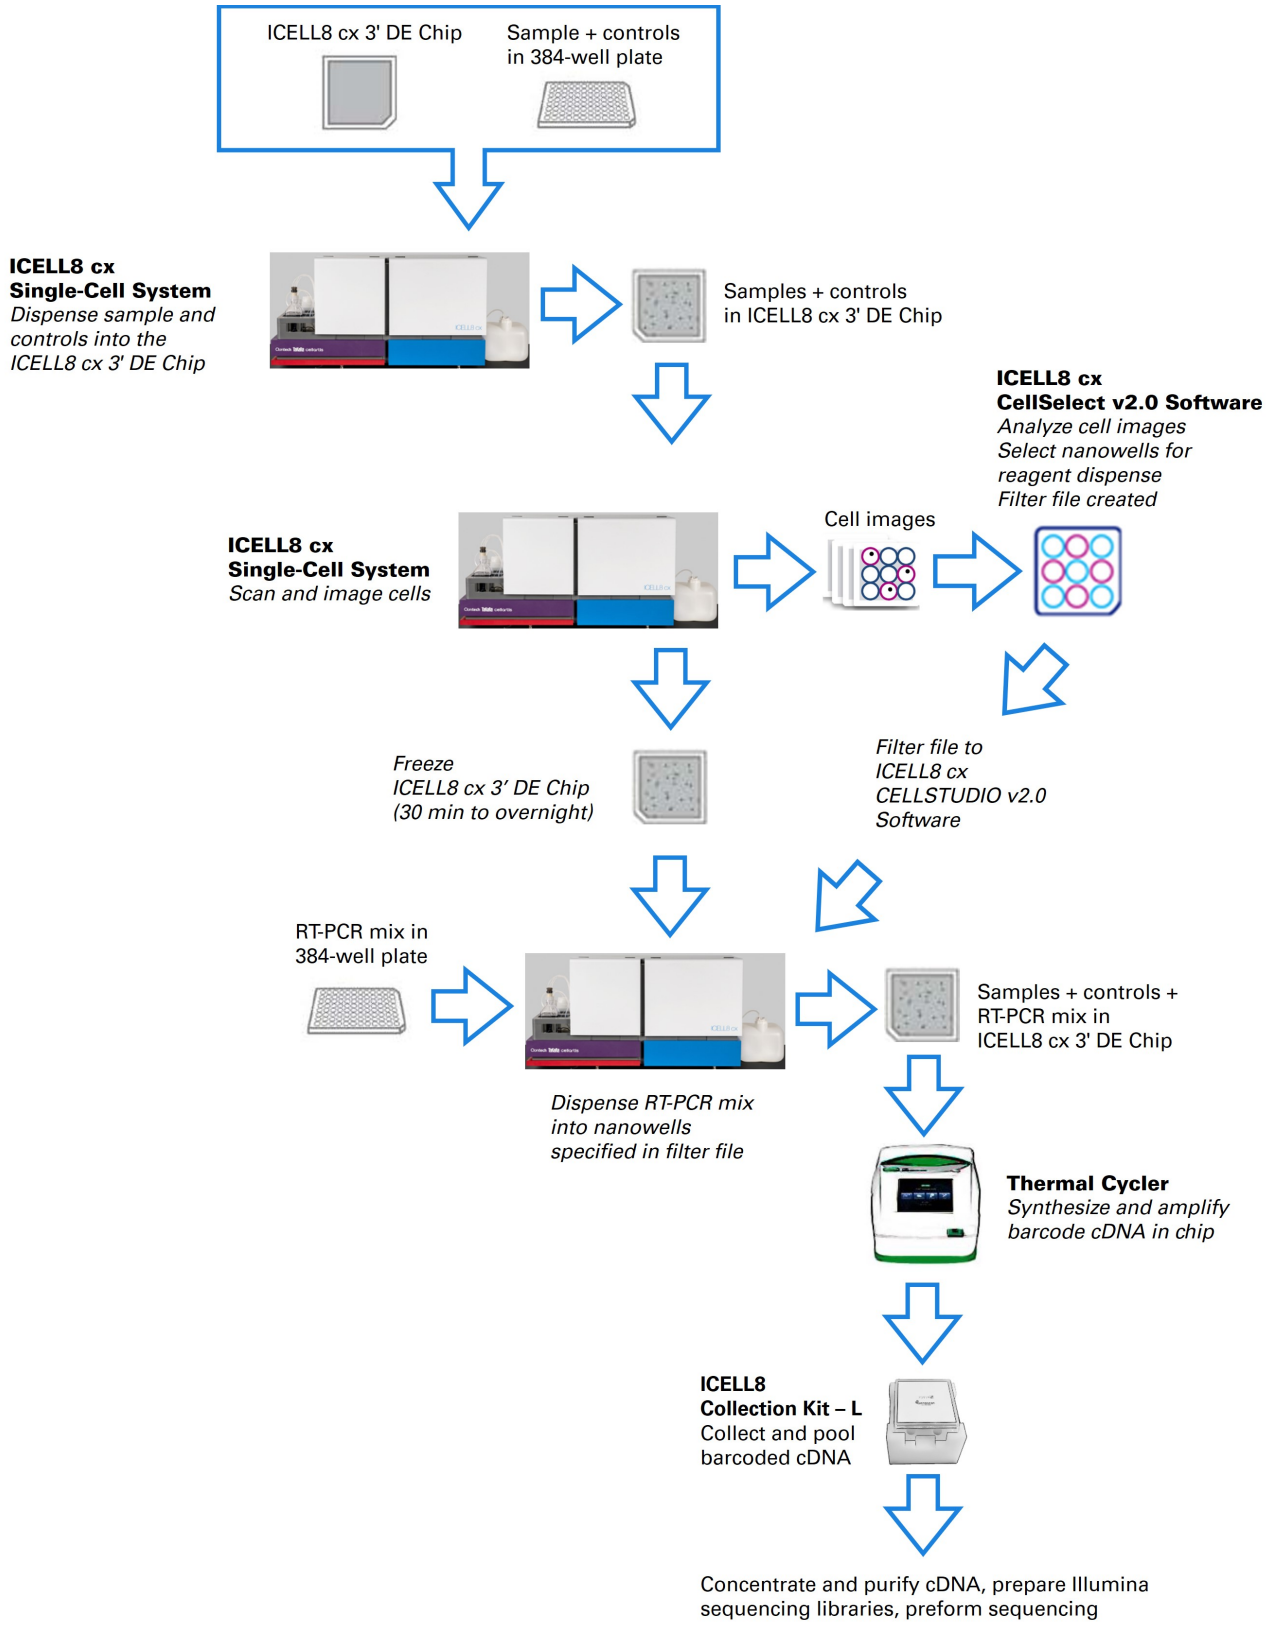 ICELL8 cx 3' DE Chip
Sample + controls
in 384-well plate
ICELL8 cx
Single-Cell System
Dispense sample and
controls into the
ICELL8 cx 3' DE Chip
ICELL8 cx
Samples + controls
in ICELL8 cx 3' DE Chip
ICELL8 cx
CellSelect v2.0 Software
Analyze cell images
Select nanowells for
reagent dispense
Filter file created
ICELL8 cx
Single-Cell System
Scan and image cells
ICELL8 cx
Cell images
Freeze
ICELL8 cx 3’ DE Chip
(30 min to overnight)
Filter file to
ICELL8 cx
CELLSTUDIO v2.0
Software
RT-PCR mix in
384-well plate
ICELL8 cx
Dispense RT-PCR mix
into nanowells
specified in filter file
Samples + controls +
RT-PCR mix in
ICELL8 cx 3' DE Chip
Thermal Cycler
Synthesize and amplify
barcode cDNA in chip
ICELL8
Collection Kit – L
Collect and pool
barcoded cDNA
Concentrate and purify cDNA, prepare Illumina
sequencing libraries, preform sequencing